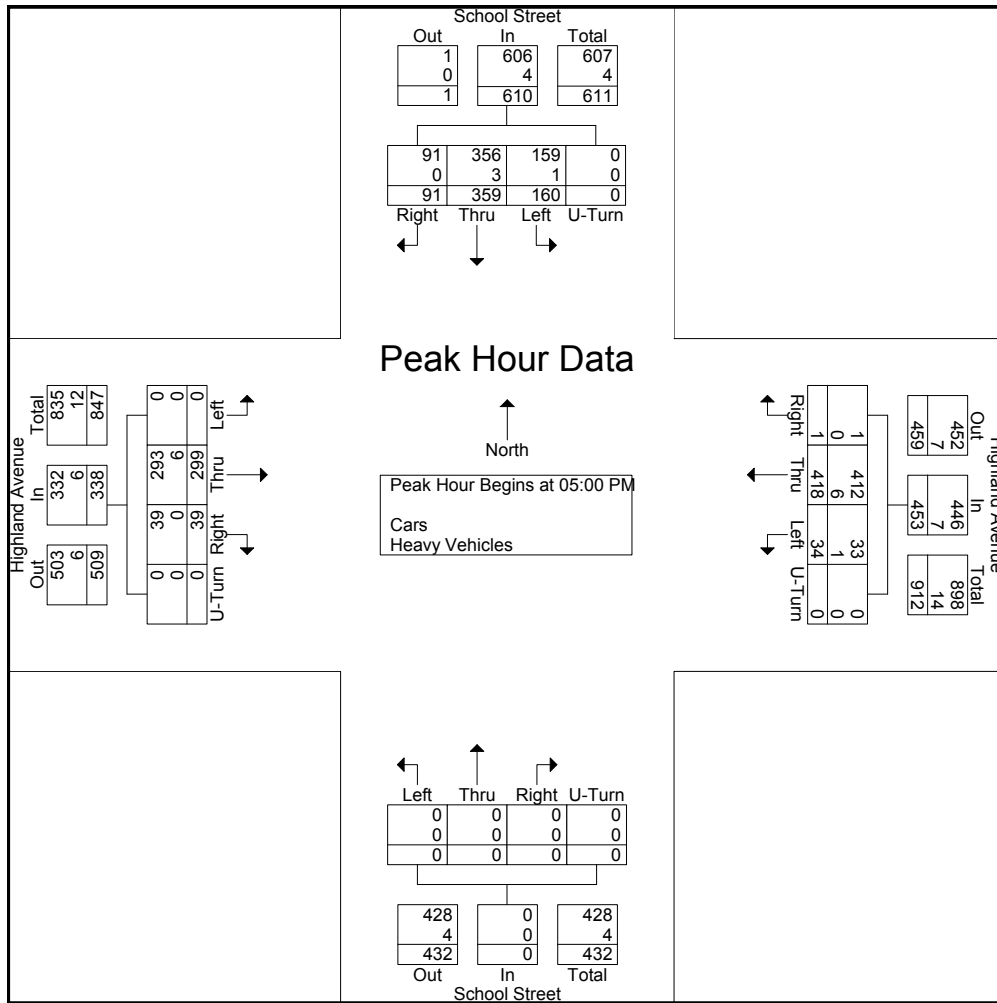 School Street
Out In Total
1 606 607
0 4 4
1 610 611
91 356 159 0
0 3 1 0
91 359 160 0
Right Thru Left U-Turn
Peak Hour Data
North
Peak Hour Begins at 05:00 PM
Cars
Heavy Vehicles
Highland Avenue
Total In Out
835 332 503
12 6 6
847 338 509
0 293 39 0
0 6 0 0
0 299 39 0
Left Thru Right U-Turn
Highland Avenue
Out In Total
452 446 898
7 7 14
459 453 912
1 412 33 0
0 6 1 0
1 418 34 0
Right Thru Left U-Turn
Left Thru Right U-Turn
0 0 0 0
0 0 0 0
0 0 0 0
428 0 428
4 0 4
432 0 432
Out In Total
School Street